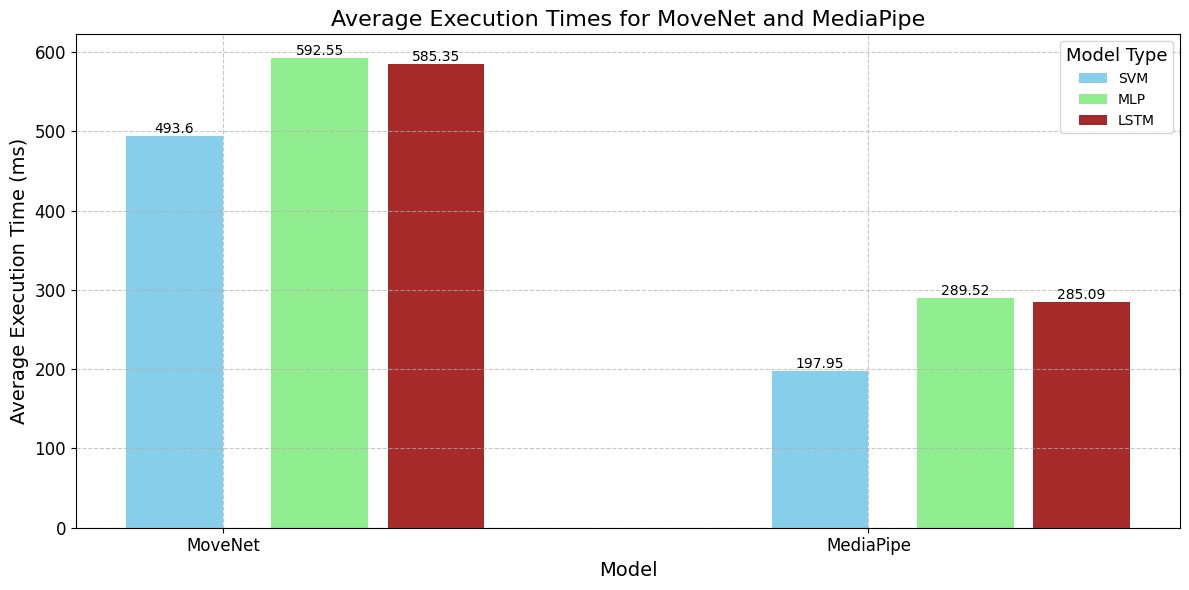 Average Execution Times for MoveNet and MediaPipe
Average Execution Time (ms)
600
500
400
300
200
100
0
493.6
592.55
585.35
197.95
289.52
285.09
Model Type
SVM
MLP
LSTM
MoveNet
MediaPipe
Model